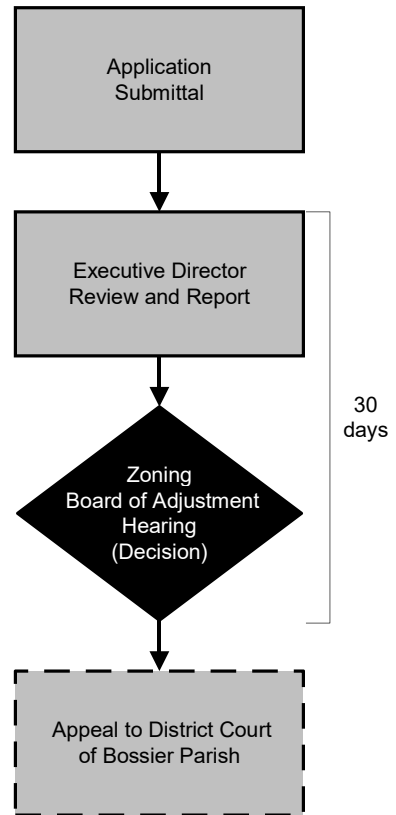 Application
Submittal
Executive Director
Review and Report
30
days
Zoning
Board of Adjustment
Hearing
(Decision)
Appeal to District Court
of Bossier Parish